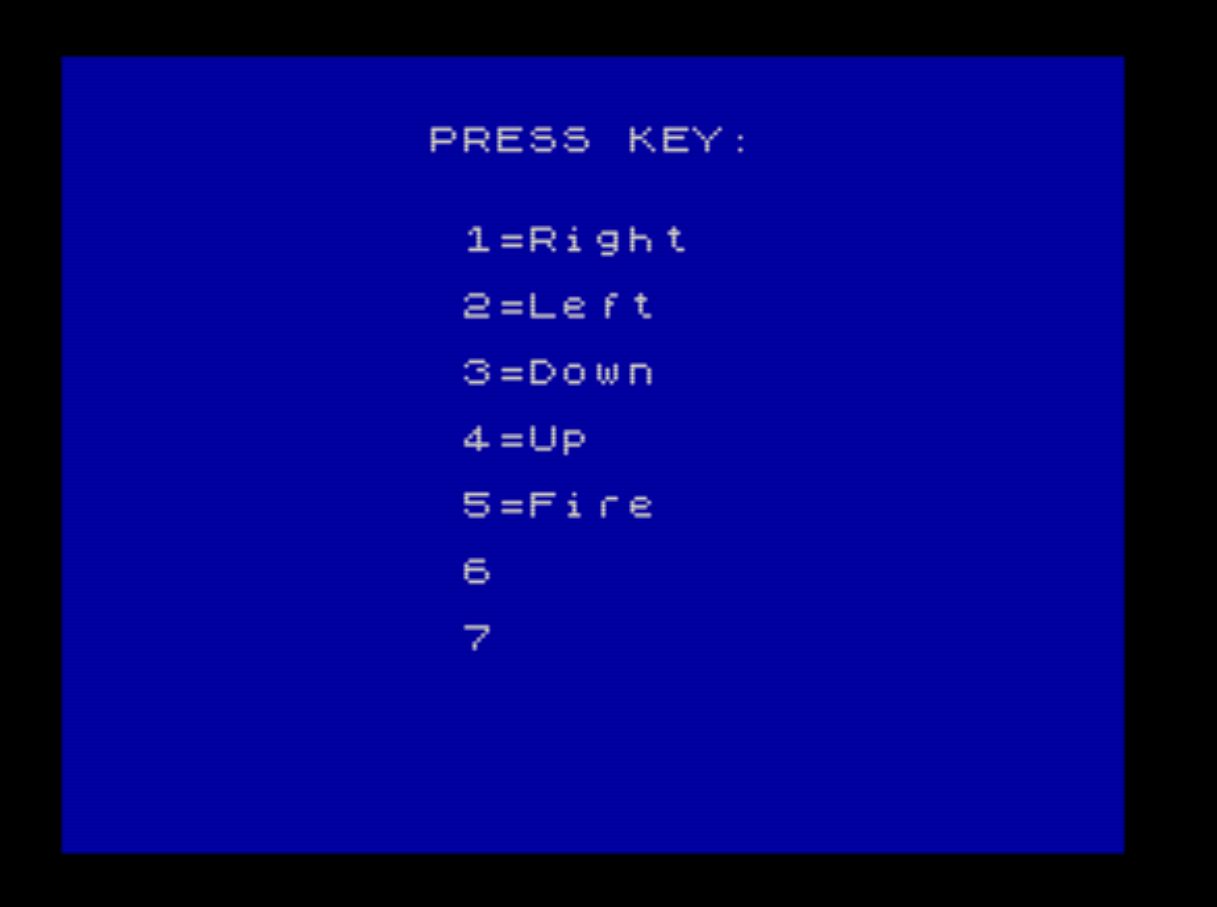 PRESS KEY:
1=Right
2=Left
3=Down
4=Up
5=Fire
6
7